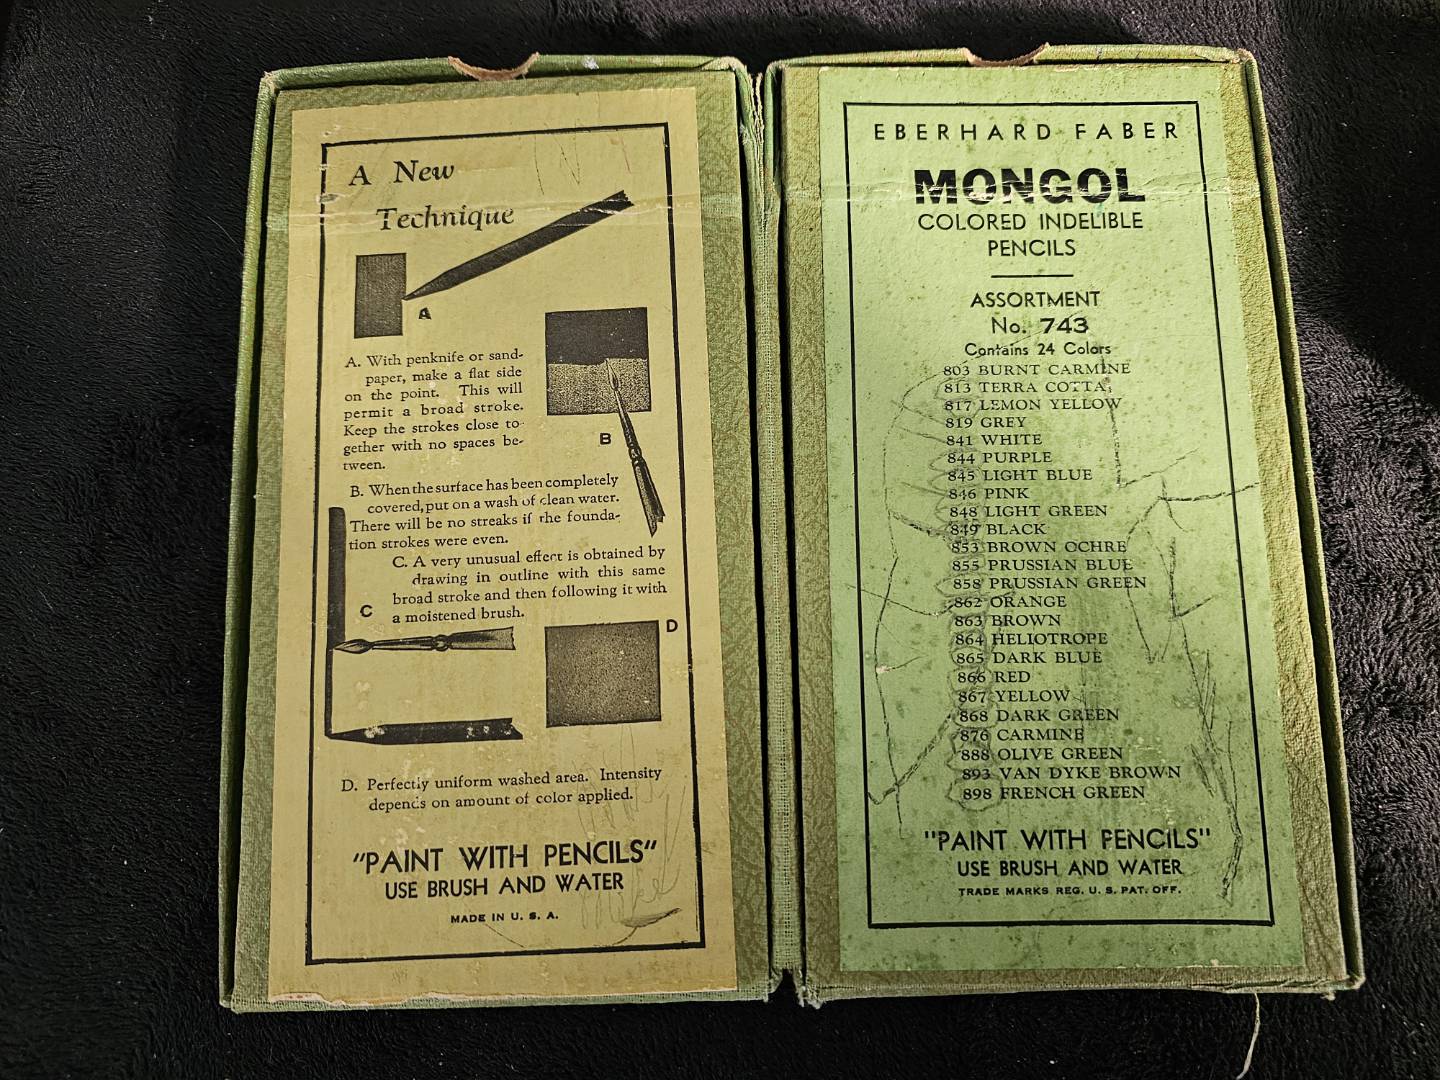 A New
Technique
A
A. With penknife or sand-
paper, make a flat side
on the point. This will
permit a broad stroke.
Keep the strokes close to-
gether with no spaces be-
tween.
B
B. When the surface has been completely
covered, put on a wash of clean water.
There will be no streaks if the founda-
tion strokes were even.
C. A very unusual effect is obtained by
drawing in outline with this same
broad stroke and then following it with
a moistened brush.
C
D
D. Perfectly uniform washed area. Intensity
depends on amount of color applied.
"PAINT WITH PENCILS"
USE BRUSH AND WATER
MADE IN U. S. A.
EBERHARD FABER
MONGOL
COLORED INDELIBLE
PENCILS
ASSORTMENT
No. 743
Contains 24 Colors
803 BURNT CARMINE
813 TERRA COTTA
817 LEMON YELLOW
819 GREY
841 WHITE
844 PURPLE
845 LIGHT BLUE
846 PINK
848 LIGHT GREEN
849 BLACK
853 BROWN OCHRE
855 PRUSSIAN BLUE
858 PRUSSIAN GREEN
862 ORANGE
863 BROWN
864 HELIOTROPE
865 DARK BLUE
866 RED
867 YELLOW
868 DARK GREEN
876 CARMINE
888 OLIVE GREEN
893 VAN DYKE BROWN
898 FRENCH GREEN
"PAINT WITH PENCILS"
USE BRUSH AND WATER
TRADE MARKS REG. U. S. PAT. OFF.